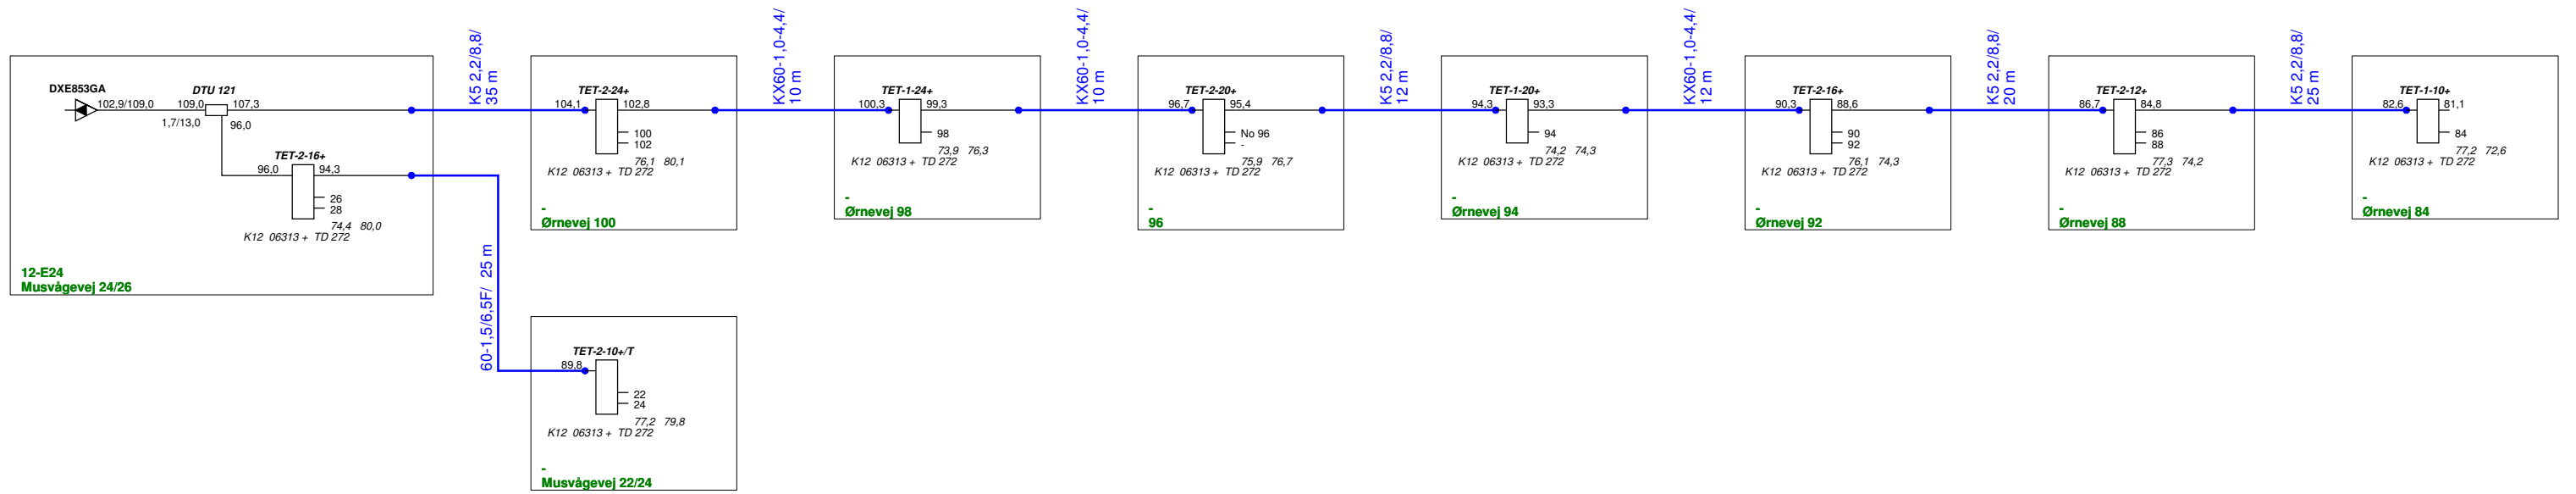 DXE853GA
102,9/109,0
DTU 121
109,0
107,3
1,7/13,0
96,0
TET-2-16+
96,0
94,3
26
28
74,4 80,0
K12 06313 + TD 272
12-E24
Musvågevej 24/26
K5 2,2/8,8/
35 m
TET-2-24+
104,1
102,8
100
102
76,1 80,1
K12 06313 + TD 272
-
Ørnevej 100
KX60-1,0-4,4/
10 m
TET-1-24+
100,3
99,3
98
73,9 76,3
K12 06313 + TD 272
-
Ørnevej 98
KX60-1,0-4,4/
10 m
TET-2-20+
96,7
95,4
No 96
-
75,9 76,7
K12 06313 + TD 272
-
96
K5 2,2/8,8/
12 m
TET-1-20+
94,3
93,3
94
74,2 74,3
K12 06313 + TD 272
-
Ørnevej 94
KX60-1,0-4,4/
12 m
TET-2-16+
90,3
88,6
90
92
76,1 74,3
K12 06313 + TD 272
-
Ørnevej 92
K5 2,2/8,8/
20 m
TET-2-12+
86,7
84,8
86
88
77,3 74,2
K12 06313 + TD 272
-
Ørnevej 88
K5 2,2/8,8/
25 m
TET-1-10+
82,6
81,1
84
77,2 72,6
K12 06313 + TD 272
-
Ørnevej 84
60-1,5/6,5F/ 25 m
TET-2-10+/T
89,8
22
24
77,2 79,8
K12 06313 + TD 272
-
Musvågevej 22/24